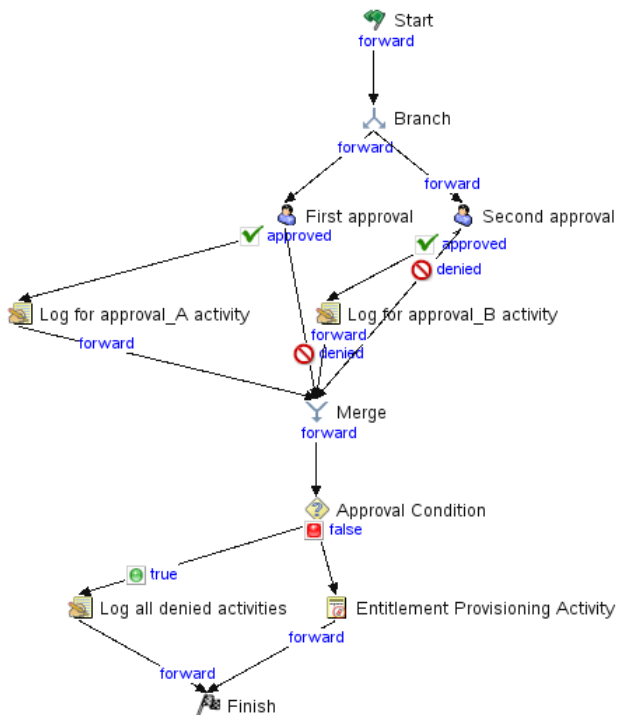 Start
forward
Branch
forward
forward
First approval
Second approval
approved
approved
denied
Log for approval_A activity
Log for approval_B activity
forward
forward
denied
Merge
forward
Approval Condition
false
true
Log all denied activities
Entitlement Provisioning Activity
forward
forward
Finish